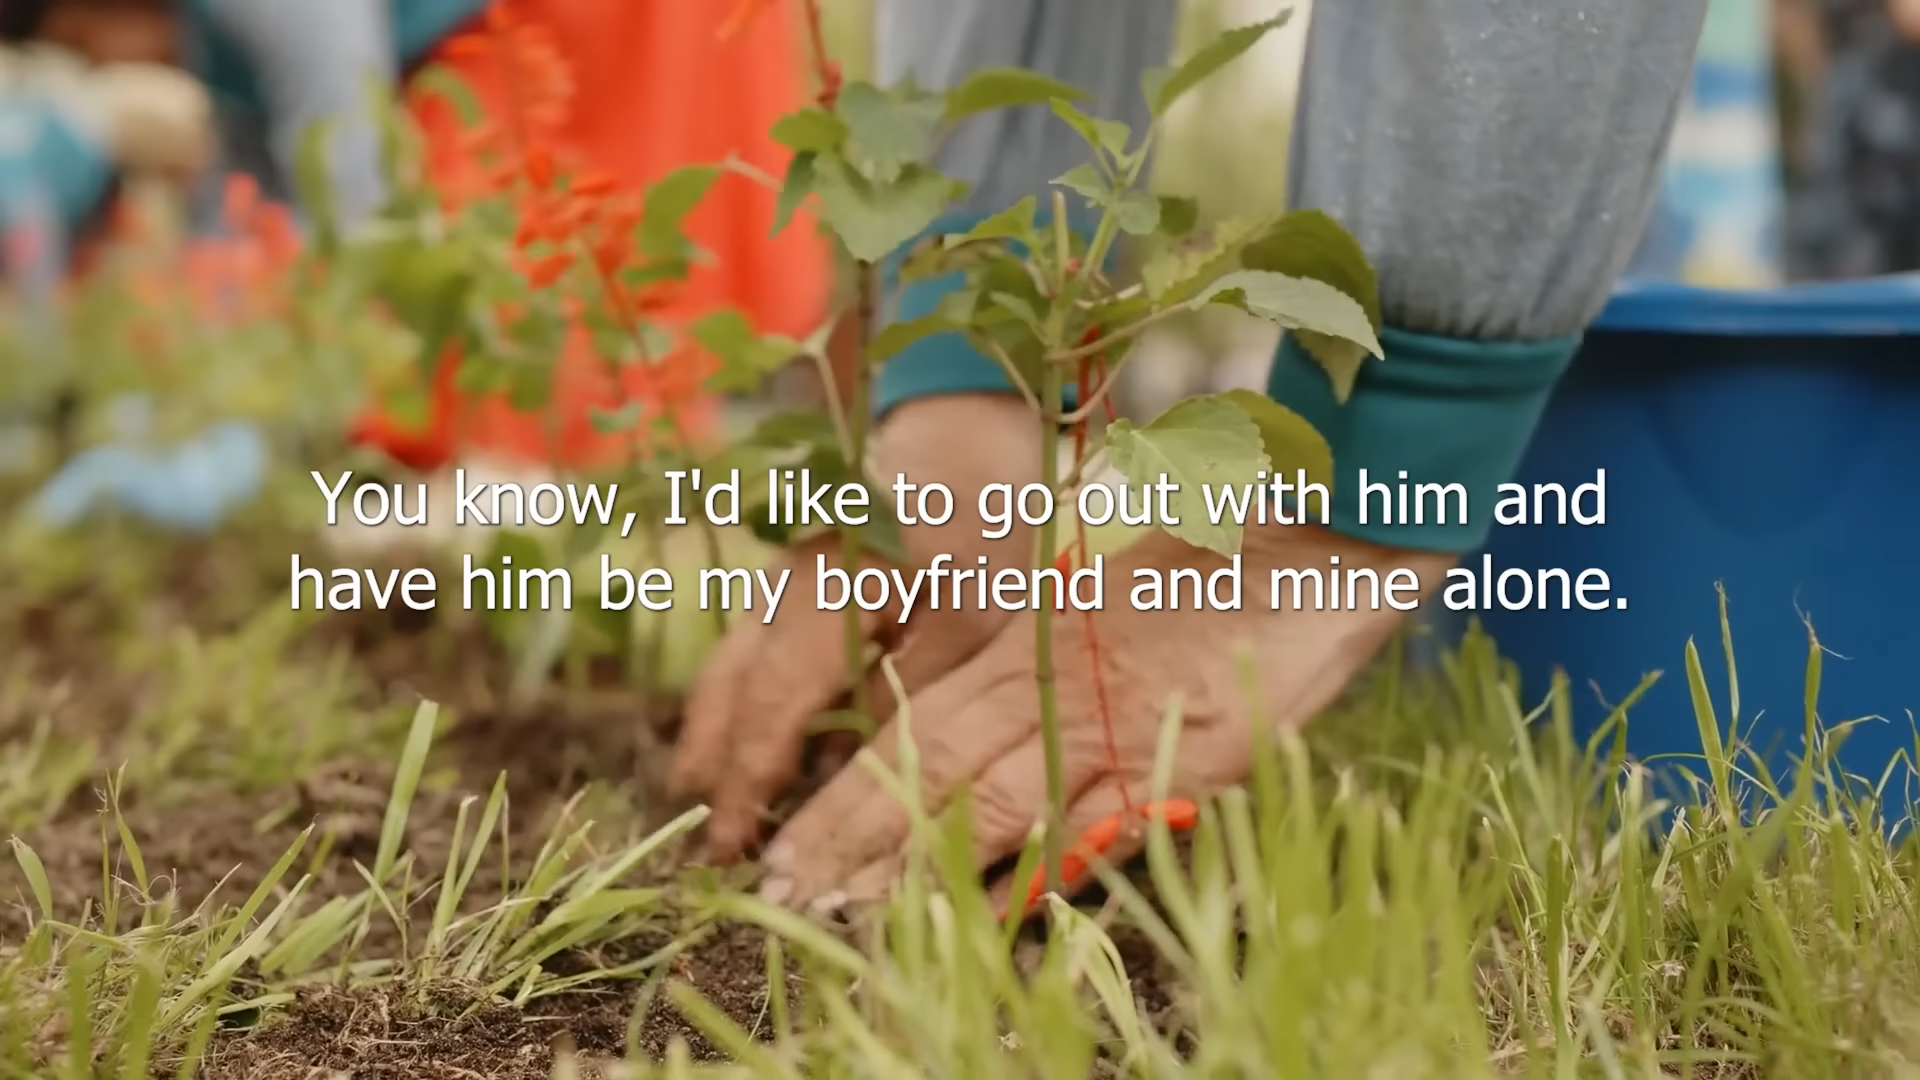 You know, I'd like to go out with him and
have him be my boyfriend and mine alone.